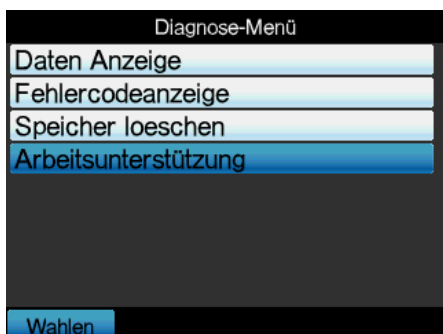 Diagnose-Menü
Daten Anzeige
Fehlercodeanzeige
Speicher loeschen
Arbeitsunterstützung
Wahlen